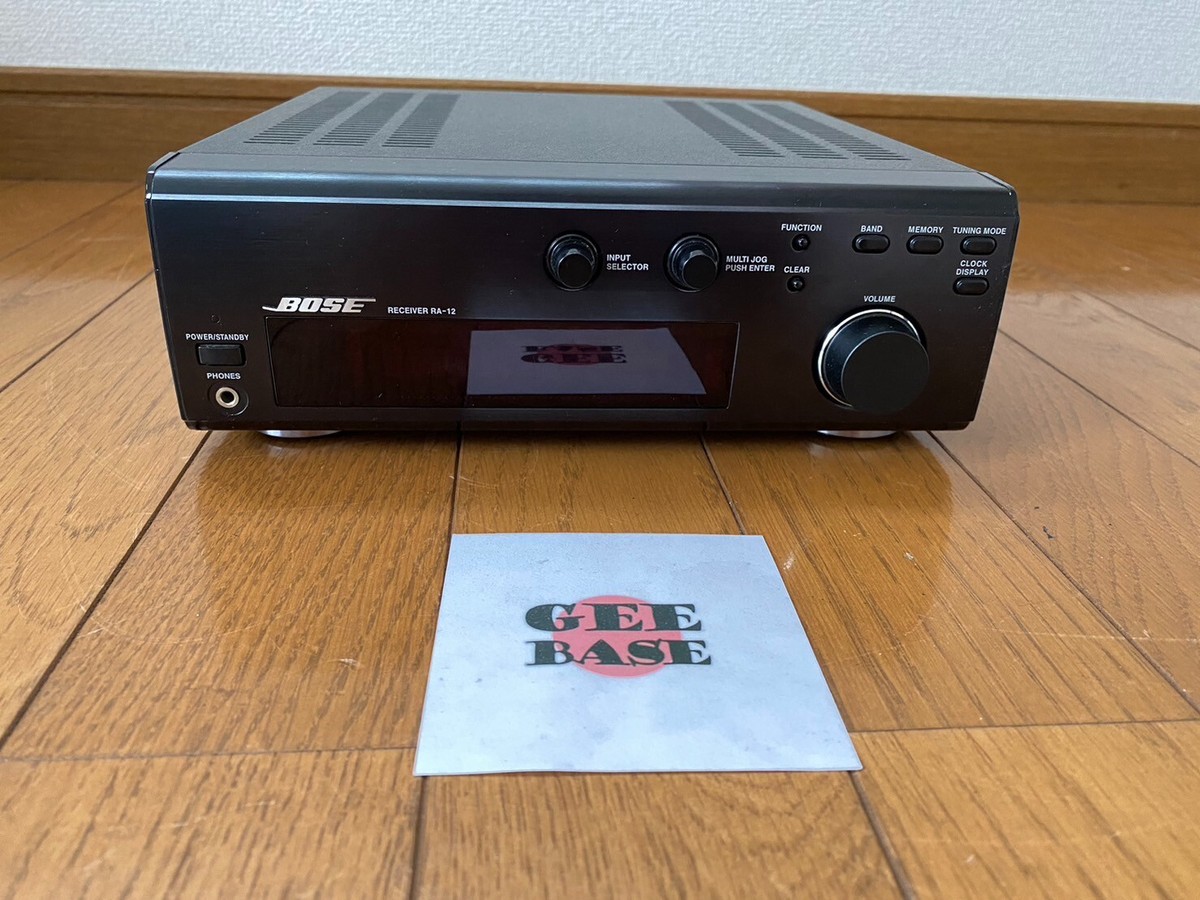 FUNCTION
BAND
MEMORY
TUNING MODE
INPUT
SELECTOR
MULTI JOG
PUSH ENTER
CLEAR
CLOCK
DISPLAY
BOSE
RECEIVER RA-12
VOLUME
POWER/STANDBY
PHONES
GEE
BASE